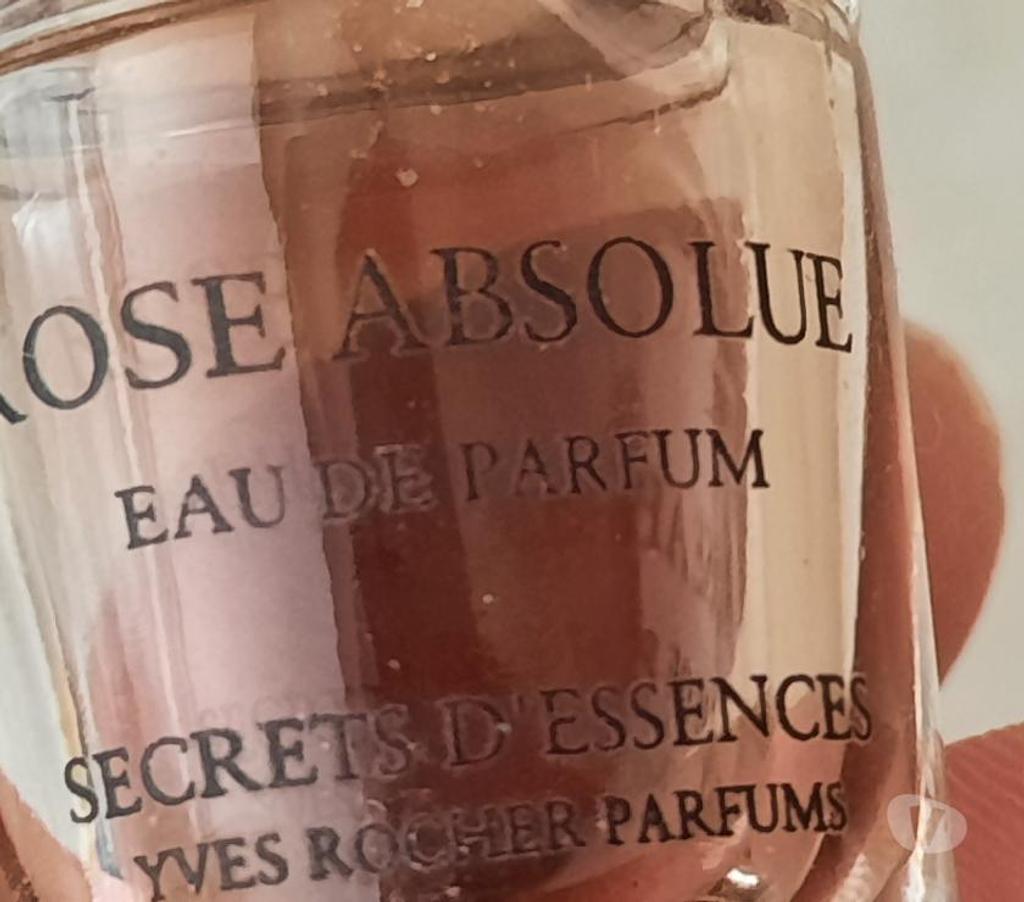 ROSE ABSOLUE
EAU DE PARFUM
SECRETS D'ESSENCES
YVES ROCHER PARFUMS